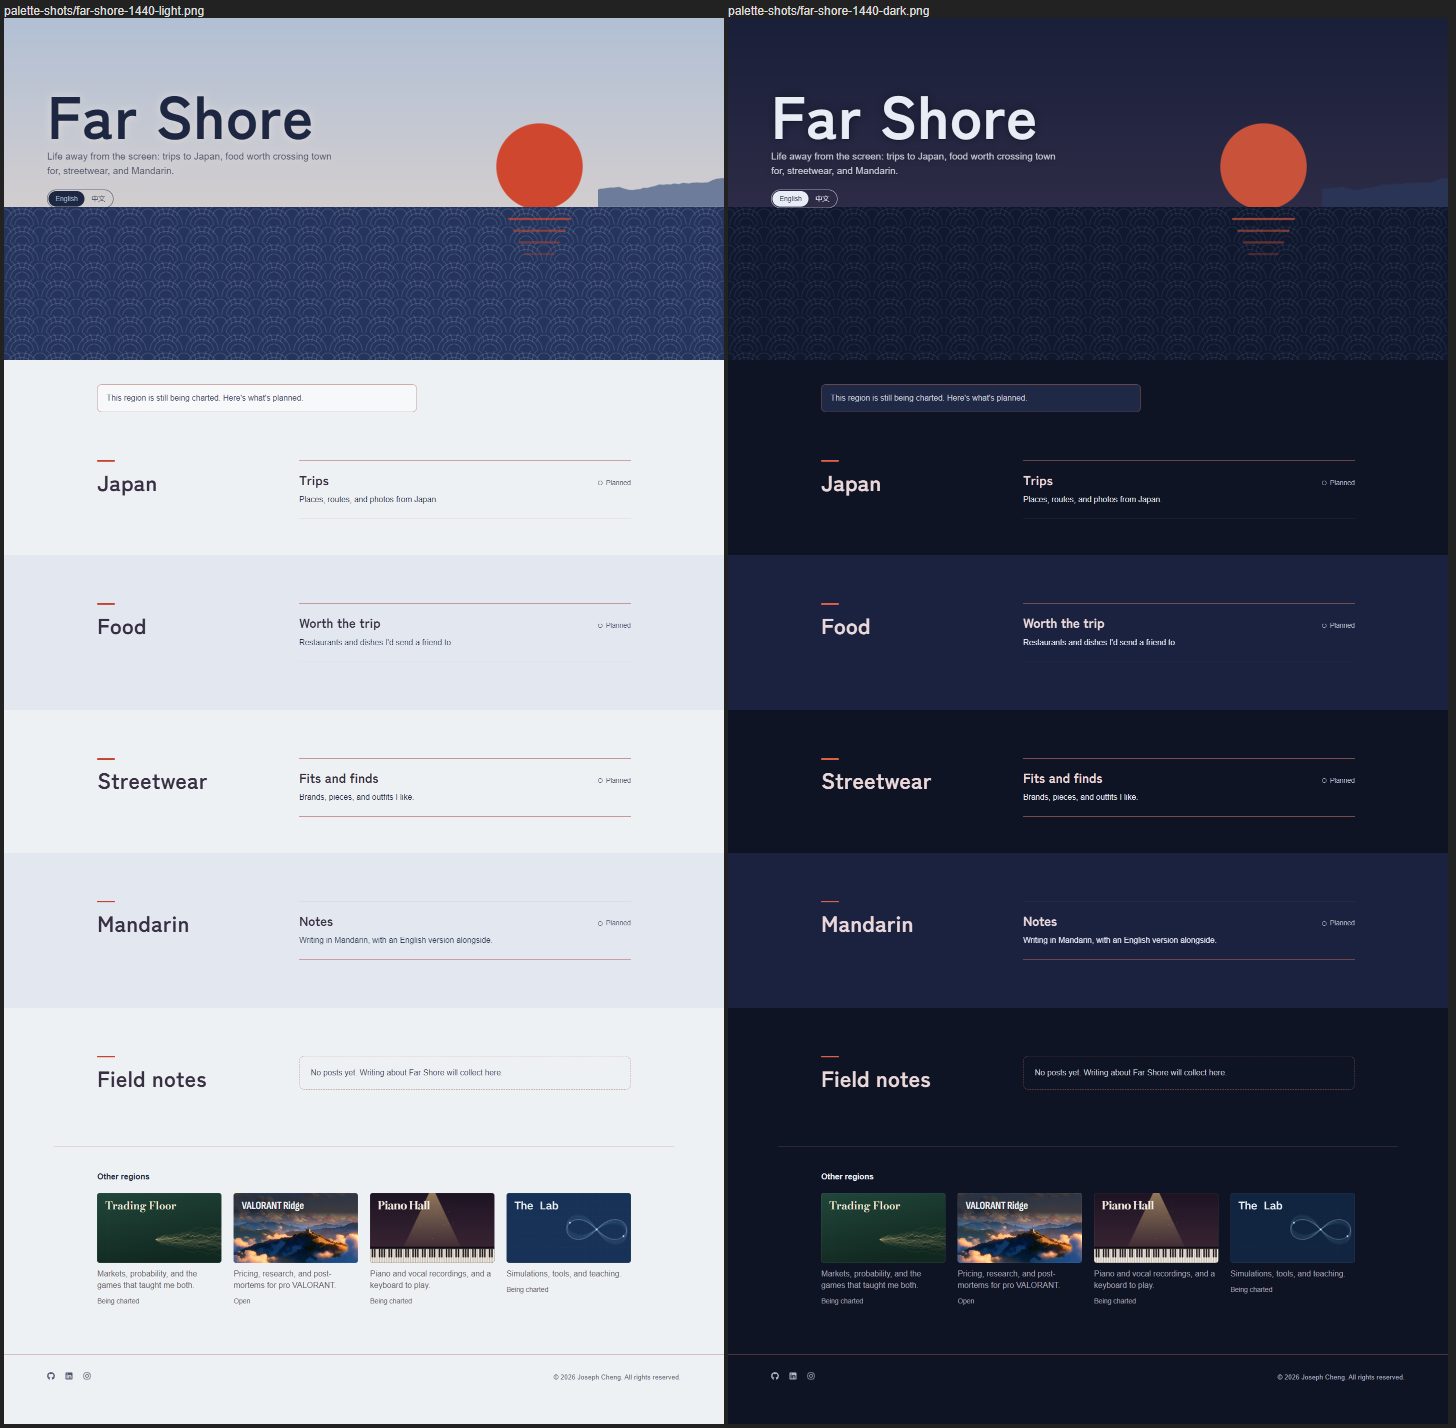 palette-shots/far-shore-1440-light.png
Far Shore
Life away from the screen: trips to Japan, food worth crossing town
for, streetwear, and Mandarin.
English 中文
This region is still being charted. Here's what's planned.
Japan
Trips
Planned
Places, routes, and photos from Japan.
Food
Worth the trip
Planned
Restaurants and dishes I'd send a friend to.
Streetwear
Fits and finds
Planned
Brands, pieces, and outfits I like.
Mandarin
Notes
Planned
Writing in Mandarin, with an English version alongside.
Field notes
No posts yet. Writing about Far Shore will collect here.
Other regions
Trading Floor
VALORANT Ridge
Piano Hall
The Lab
Markets, probability, and the
games that taught me both.
Being charted
Pricing, research, and post-
mortems for pro VALORANT.
Open
Piano and vocal recordings, and a
keyboard to play.
Being charted
Simulations, tools, and teaching.
Being charted
© 2026 Joseph Cheng. All rights reserved.
palette-shots/far-shore-1440-dark.png
Far Shore
Life away from the screen: trips to Japan, food worth crossing town
for, streetwear, and Mandarin.
English 中文
This region is still being charted. Here's what's planned.
Japan
Trips
Planned
Places, routes, and photos from Japan.
Food
Worth the trip
Planned
Restaurants and dishes I'd send a friend to.
Streetwear
Fits and finds
Planned
Brands, pieces, and outfits I like.
Mandarin
Notes
Planned
Writing in Mandarin, with an English version alongside.
Field notes
No posts yet. Writing about Far Shore will collect here.
Other regions
Trading Floor
VALORANT Ridge
Piano Hall
The Lab
Markets, probability, and the
games that taught me both.
Being charted
Pricing, research, and post-
mortems for pro VALORANT.
Open
Piano and vocal recordings, and a
keyboard to play.
Being charted
Simulations, tools, and teaching.
Being charted
© 2026 Joseph Cheng. All rights reserved.